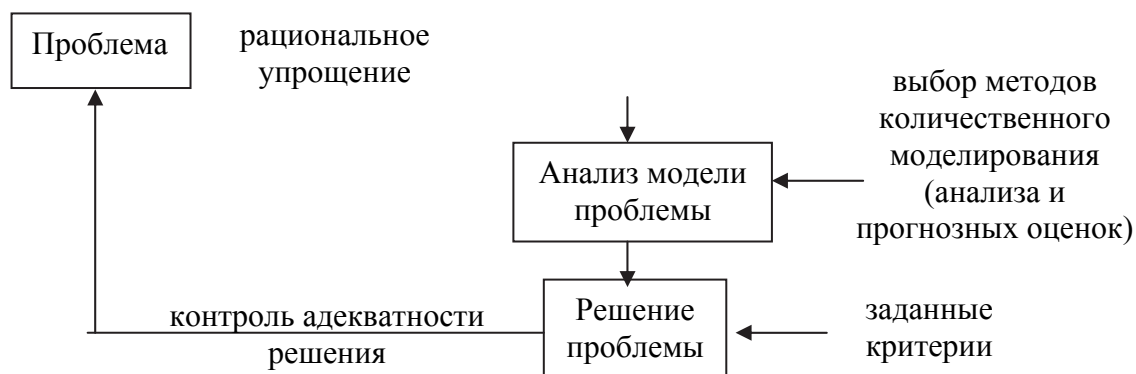 Проблема
рациональное
упрощение
выбор методов
количественного
моделирования
(анализа и
прогнозных оценок)
Анализ модели
проблемы
Решение
проблемы
заданные
критерии
контроль адекватности
решения